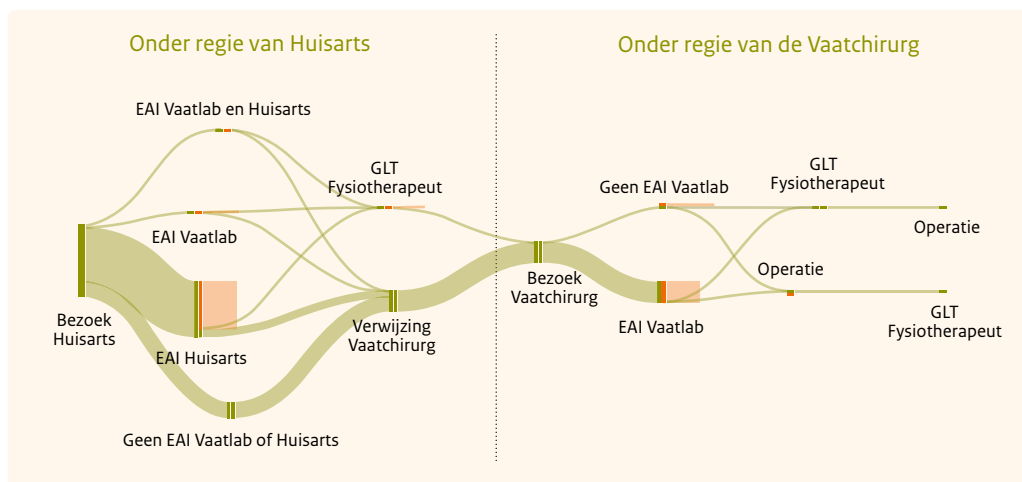 Onder regie van Huisarts
Onder regie van de Vaatchirurg
EAI Vaatlab en Huisarts
GLT
Fysiotherapeut
EAI Vaatlab
Bezoek
Huisarts
EAI Huisarts
Verwijzing
Vaatchirurg
Geen EAI Vaatlab of Huisarts
Bezoek
Vaatchirurg
Geen EAI Vaatlab
GLT
Fysiotherapeut
Operatie
Operatie
EAI Vaatlab
GLT
Fysiotherapeut